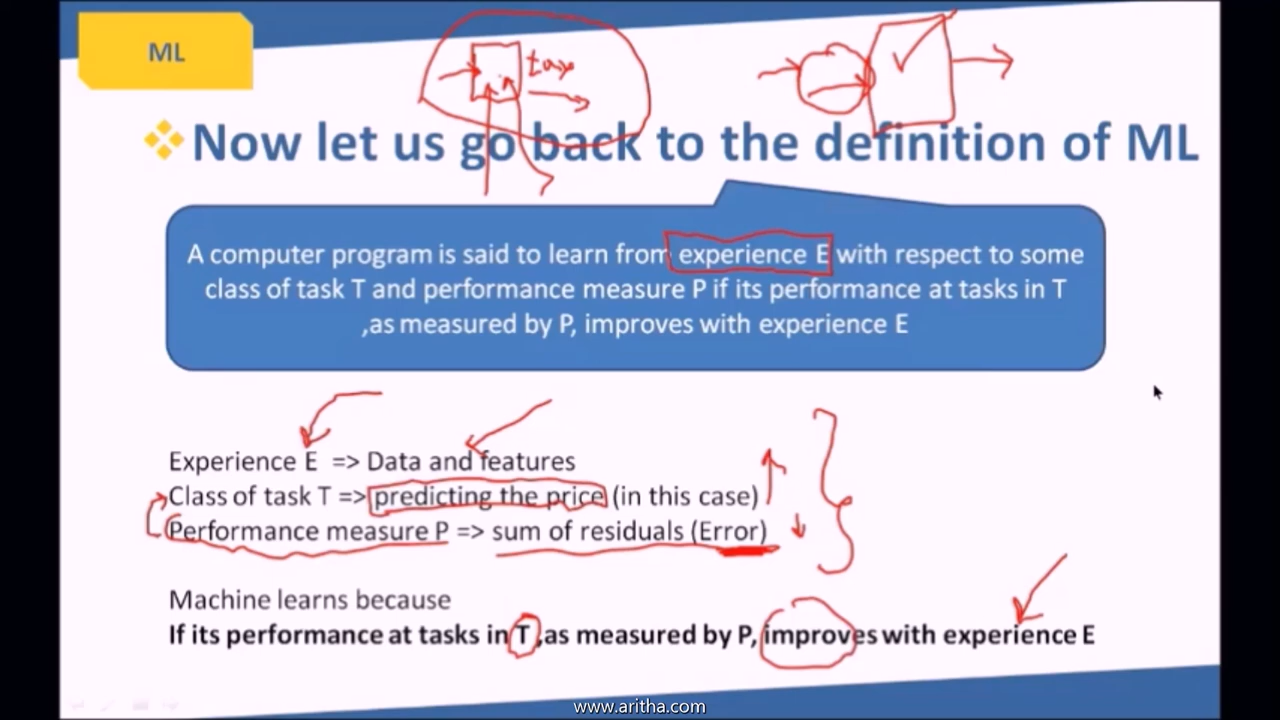 ML
tax
Now let us go back to the definition of ML
A computer program is said to learn from experience E with respect to some
class of task T and performance measure P if its performance at tasks in T
,as measured by P, improves with experience E
Experience E => Data and features
Class of task T => predicting the price (in this case)
Performance measure P => sum of residuals (Error)
Machine learns because
If its performance at tasks in T ,as measured by P, improves with experience E
www.aritha.com